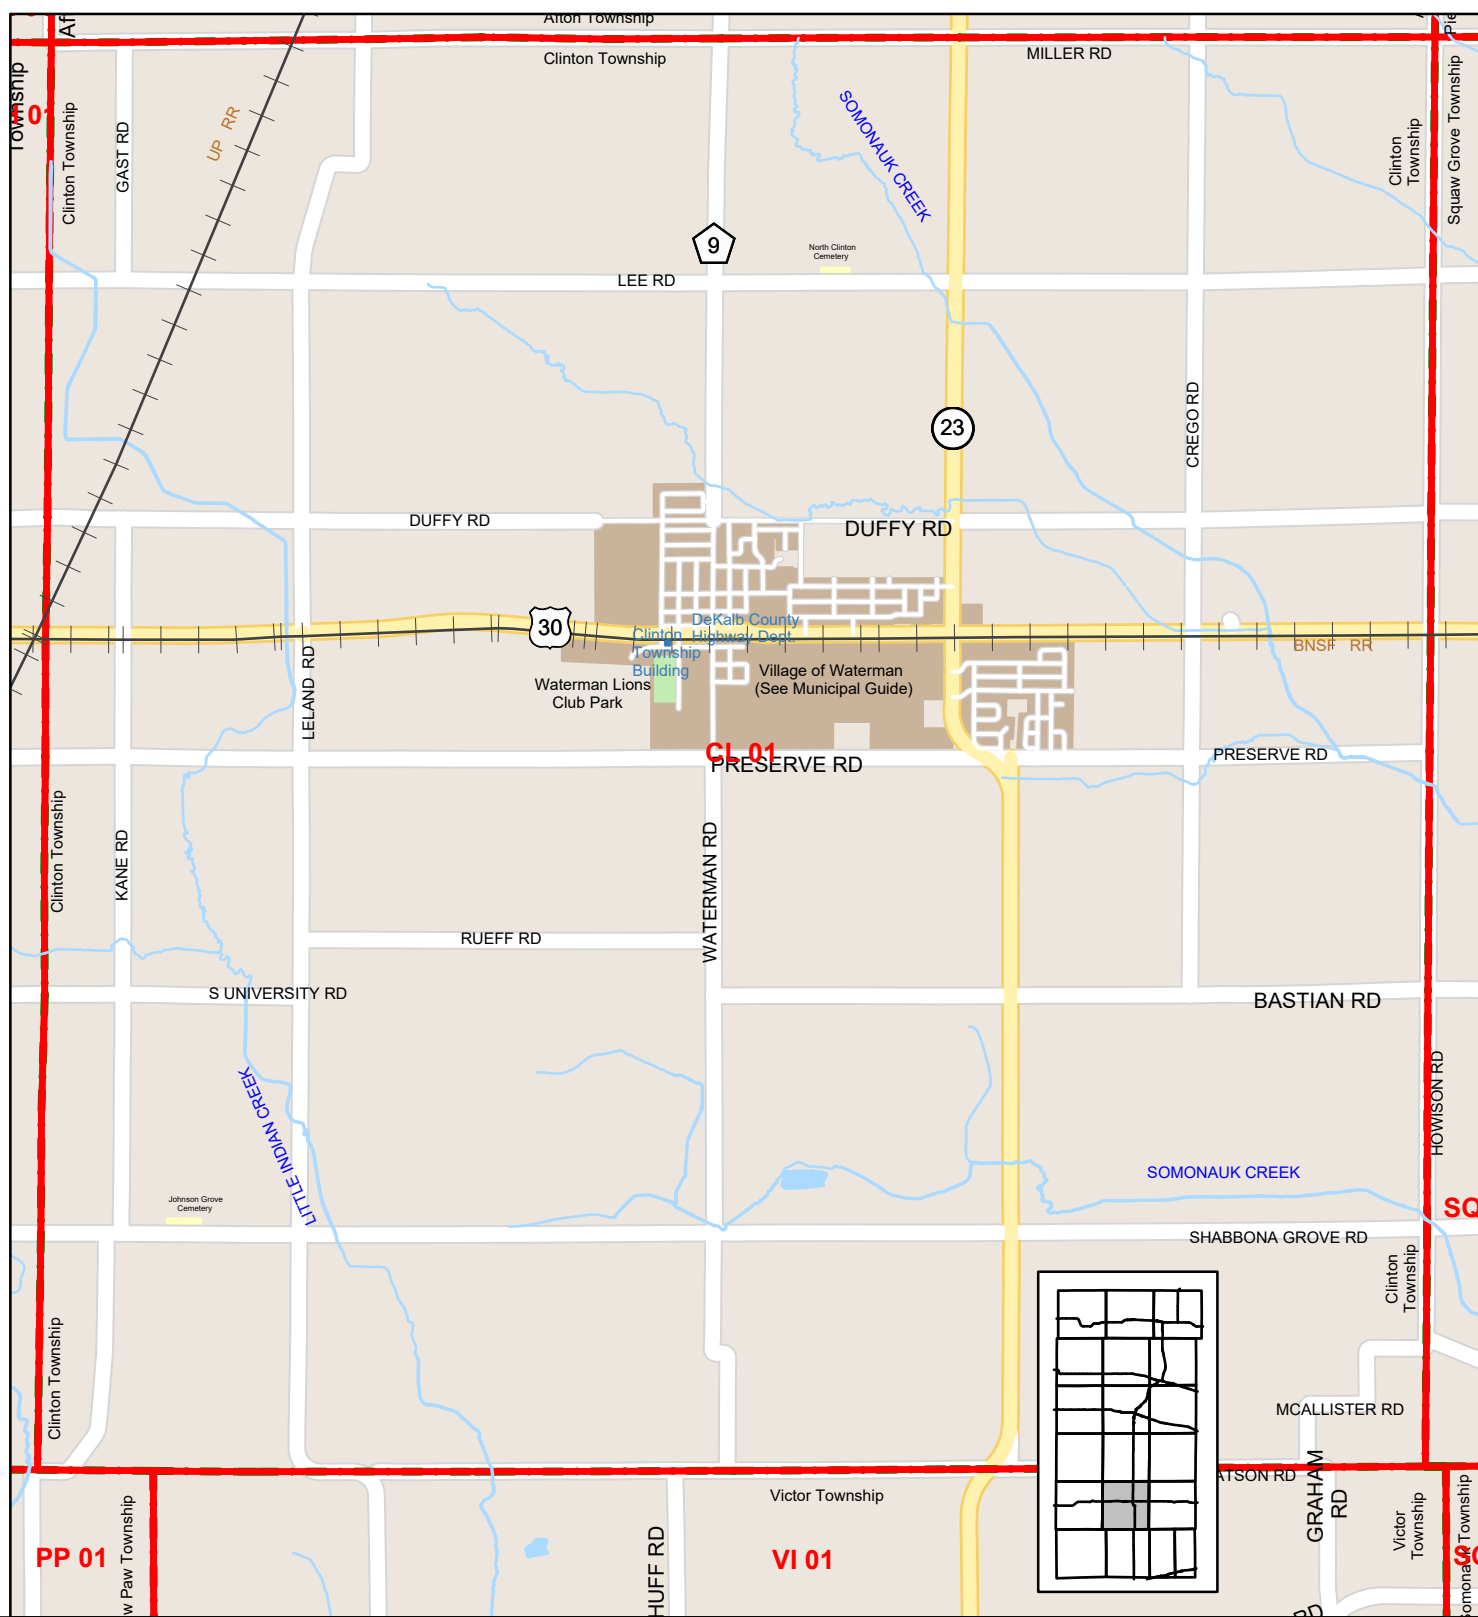 Afton Township
Clinton Township
MILLER RD
Township
01
Clinton Township
GAST RD
UP RR
SOMONAUK CREEK
Clinton
Township
Squaw Grove Township
9
North Clinton
Cemetery
LEE RD
23
CREGO RD
DUFFY RD
DUFFY RD
30
DeKalb County
Highway Dept.
Clinton
Township
Building
BNSF RR
Village of Waterman
(See Municipal Guide)
Waterman Lions
Club Park
LELAND RD
CL 01
PRESERVE RD
PRESERVE RD
Clinton Township
KANE RD
WATERMAN RD
RUEFF RD
S UNIVERSITY RD
BASTIAN RD
HOWISON RD
LITTLE INDIAN CREEK
SOMONAUK CREEK
Johnson Grove
Cemetery
SQ
SHABBONA GROVE RD
Clinton
Township
Clinton Township
MCALLISTER RD
ATSON RD
GRAHAM
RD
Victor Township
Victor
Township
PP 01
w Paw Township
HUFF RD
VI 01
omonauk Township
RD